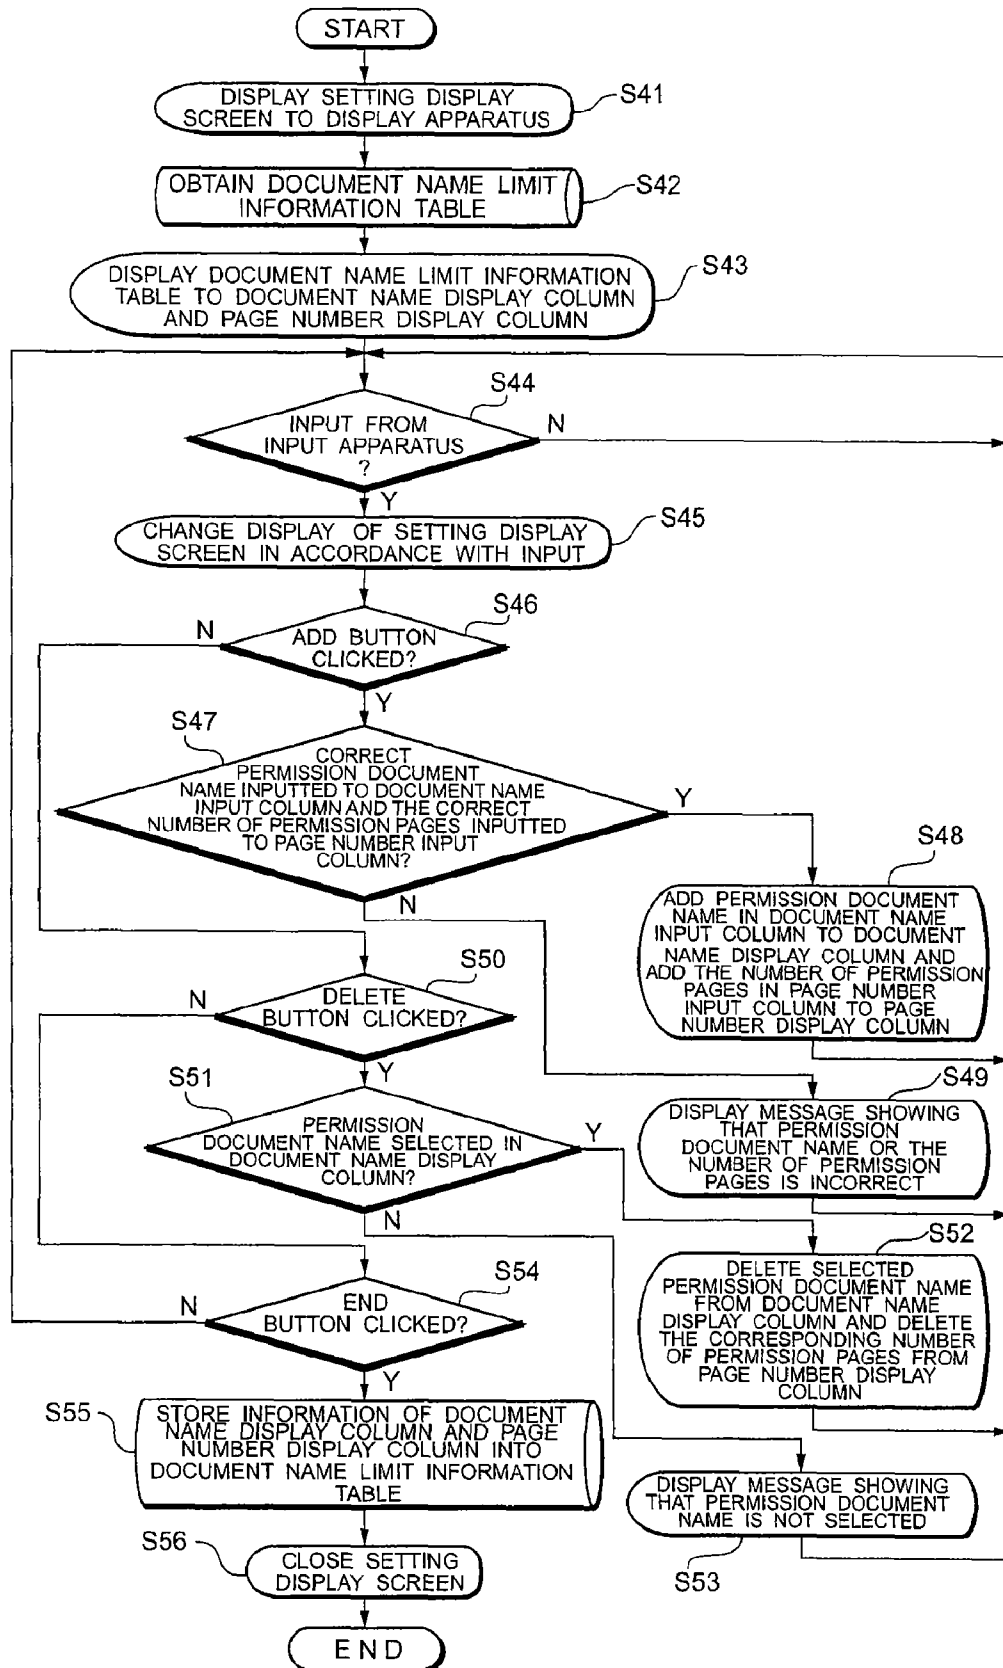 START
DISPLAY SETTING DISPLAY
SCREEN TO DISPLAY APPARATUS
S41
OBTAIN DOCUMENT NAME LIMIT
INFORMATION TABLE
S42
DISPLAY DOCUMENT NAME LIMIT INFORMATION
TABLE TO DOCUMENT NAME DISPLAY COLUMN
AND PAGE NUMBER DISPLAY COLUMN
S43
S44
INPUT FROM
INPUT APPARATUS
?
N
Y
CHANGE DISPLAY OF SETTING DISPLAY
SCREEN IN ACCORDANCE WITH INPUT
S45
S46
ADD BUTTON
CLICKED?
N
Y
S47
CORRECT
PERMISSION DOCUMENT
NAME INPUTTED TO DOCUMENT NAME
INPUT COLUMN AND THE CORRECT
NUMBER OF PERMISSION PAGES INPUTTED
TO PAGE NUMBER INPUT
COLUMN?
Y
N
S48
ADD PERMISSION DOCUMENT
NAME IN DOCUMENT NAME
INPUT COLUMN TO DOCUMENT
NAME DISPLAY COLUMN AND
ADD THE NUMBER OF PERMISSION
PAGES IN PAGE NUMBER
INPUT COLUMN TO PAGE
NUMBER DISPLAY COLUMN
S49
DISPLAY MESSAGE SHOWING
THAT PERMISSION
DOCUMENT NAME OR THE
NUMBER OF PERMISSION
PAGES IS INCORRECT
S50
DELETE
BUTTON CLICKED?
N
Y
S51
PERMISSION
DOCUMENT NAME SELECTED IN
DOCUMENT NAME DISPLAY
COLUMN?
Y
N
S52
DELETE SELECTED
PERMISSION DOCUMENT NAME
FROM DOCUMENT NAME
DISPLAY COLUMN AND DELETE
THE CORRESPONDING NUMBER
OF PERMISSION PAGES FROM
PAGE NUMBER DISPLAY
COLUMN
DISPLAY MESSAGE SHOWING
THAT PERMISSION DOCUMENT
NAME IS NOT SELECTED
S53
S54
END
BUTTON CLICKED?
N
Y
S55
STORE INFORMATION OF DOCUMENT
NAME DISPLAY COLUMN AND PAGE
NUMBER DISPLAY COLUMN INTO
DOCUMENT NAME LIMIT INFORMATION
TABLE
S56
CLOSE SETTING
DISPLAY SCREEN
END